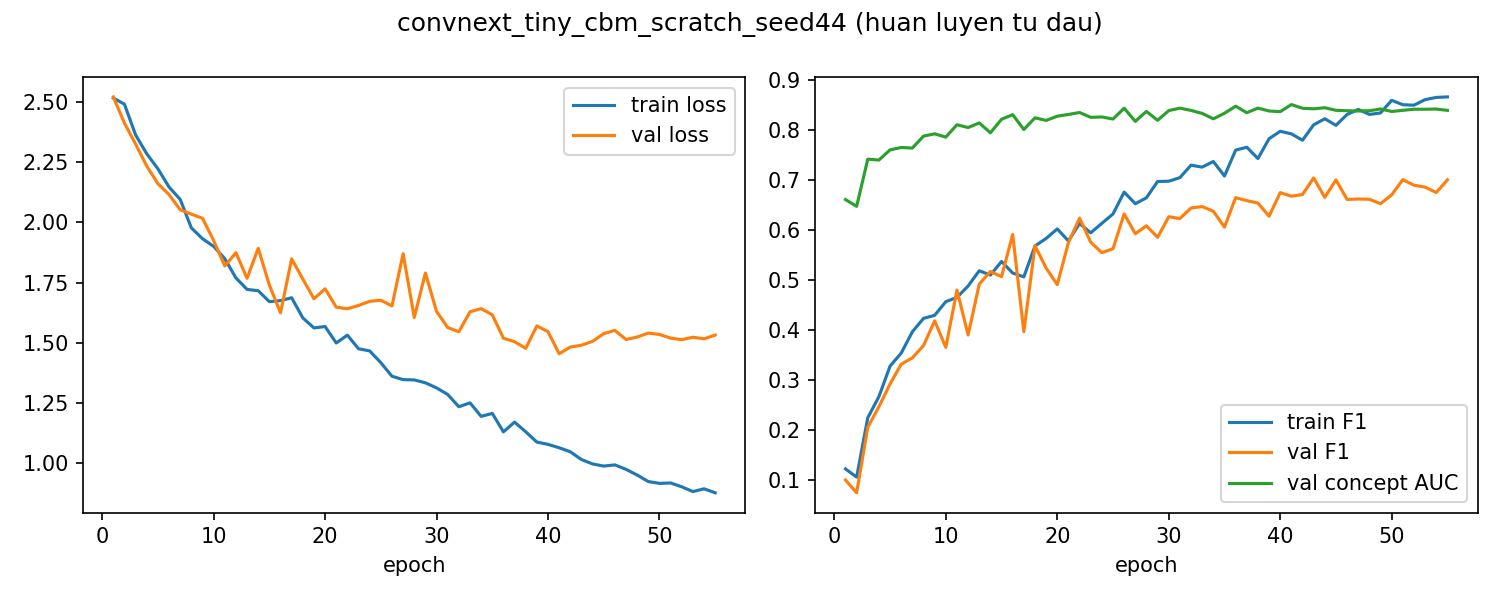 convnext_tiny_cbm_scratch_seed44 (huan luyen tu dau)
2.50
2.25
2.00
1.75
1.50
1.25
1.00
0 10 20 30 40 50
epoch
train loss
val loss
0.9
0.8
0.7
0.6
0.5
0.4
0.3
0.2
0.1
0 10 20 30 40 50
epoch
train F1
val F1
val concept AUC